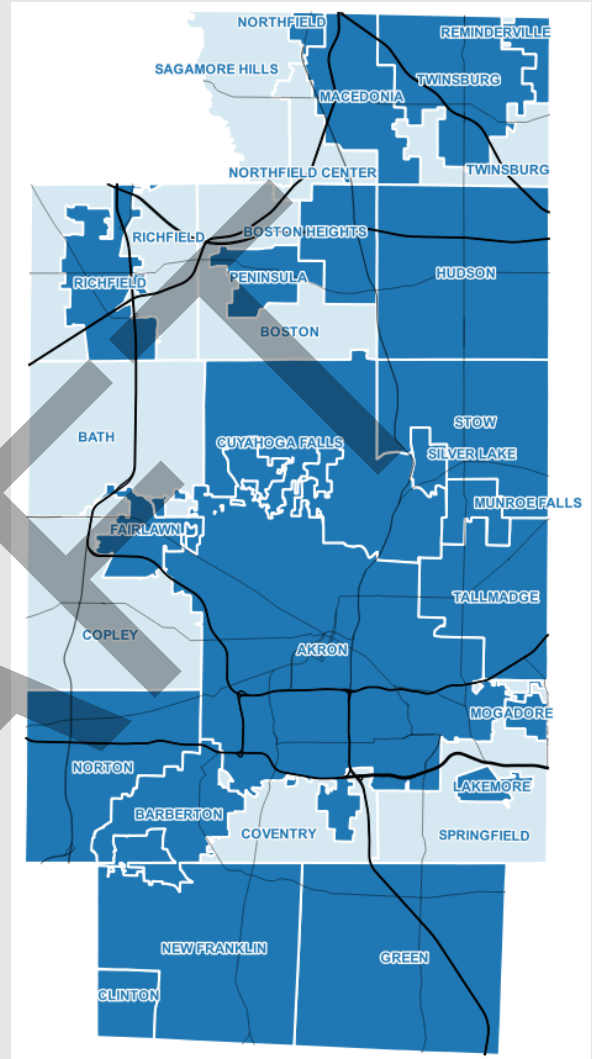 NORTHFIELD
REMINDERVILLE
SAGAMORE HILLS
TWINSBURG
MACEDONIA
NORTHFIELD CENTER
TWINSBURG
RICHFIELD
BOSTON HEIGHTS
RICHFIELD
PENINSULA
HUDSON
BOSTON
BATH
CUYAHOGA FALLS
STOW
SILVER LAKE
MUNROE FALLS
FAIRLAWN
TALLMADGE
COPLEY
AKRON
MOGADORE
NORTON
LAKEMORE
BARBERTON
COVENTRY
SPRINGFIELD
NEW FRANKLIN
GREEN
CLINTON